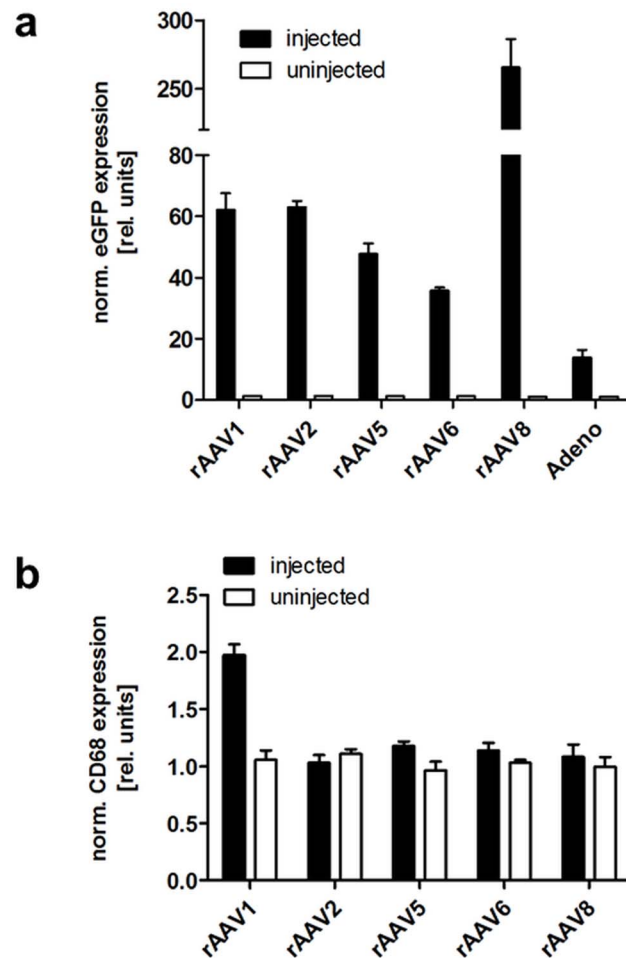 a
injected
uninjected
norm. eGFP expression
[rel. units]
300
250
80
60
40
20
0
rAAV1 rAAV2 rAAV5 rAAV6 rAAV8 Adeno
b
injected
uninjected
norm. CD68 expression
[rel. units]
2.5
2.0
1.5
1.0
0.5
0.0
rAAV1 rAAV2 rAAV5 rAAV6 rAAV8